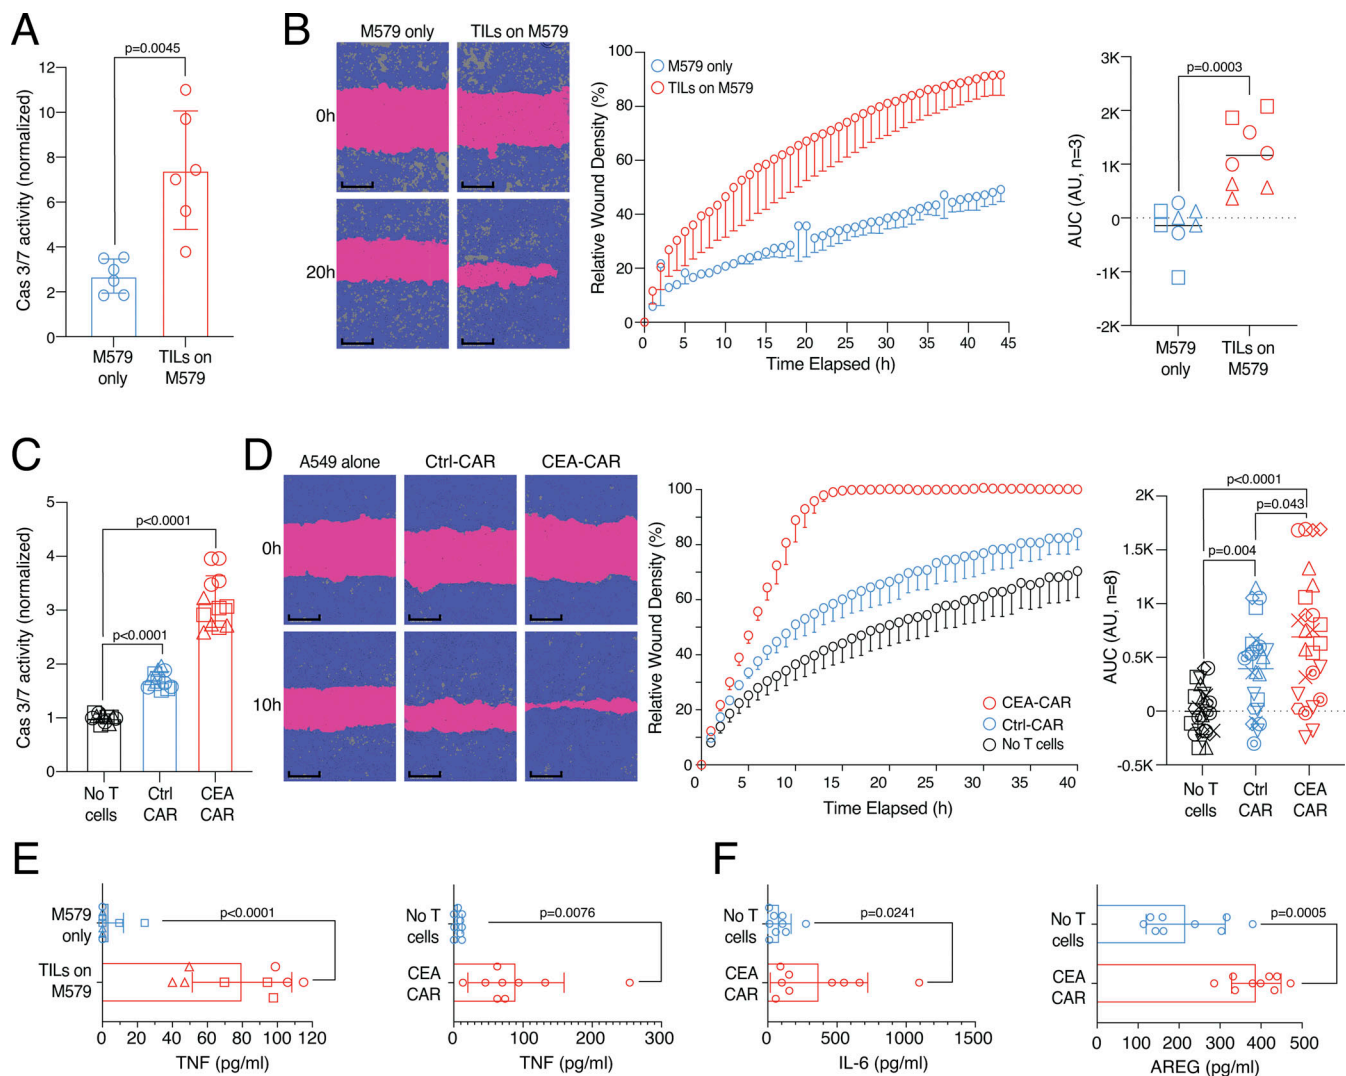 A
p=0.0045
12
10
8
6
4
2
0
Cas 3/7 activity (normalized)
M579
only
TILs on
M579
B
M579 only
TILs on M579
0h
20h
100
80
60
40
20
0
Relative Wound Density (%)
M579 only
TILs on M579
0
5
10
15
20
25
30
35
40
45
Time Elapsed (h)
3K
2K
1K
0
-1K
-2K
AUC (AU, n=3)
p=0.0003
M579
only
TILs on
M579
C
5
4
3
2
1
0
Cas 3/7 activity (normalized)
p<0.0001
p<0.0001
No T
cells
Ctrl
CAR
CEA
CAR
D
A549 alone
Ctrl-CAR
CEA-CAR
0h
10h
100
80
60
40
20
0
Relative Wound Density (%)
CEA-CAR
Ctrl-CAR
No T cells
5
10
15
20
25
30
35
40
Time Elapsed (h)
2K
1.5K
1K
0.5K
0
-0.5K
AUC (AU, n=8)
p<0.0001
p=0.043
p=0.004
No T
cells
Ctrl
CAR
CEA
CAR
E
M579
only
TILs on
M579
p<0.0001
0
20
40
60
80
100
120
TNF (pg/ml)
No T
cells
CEA
CAR
p=0.0076
0
100
200
300
TNF (pg/ml)
F
No T
cells
CEA
CAR
p=0.0241
0
500
1000
1500
IL-6 (pg/ml)
No T
cells
CEA
CAR
p=0.0005
0
100
200
300
400
500
AREG (pg/ml)